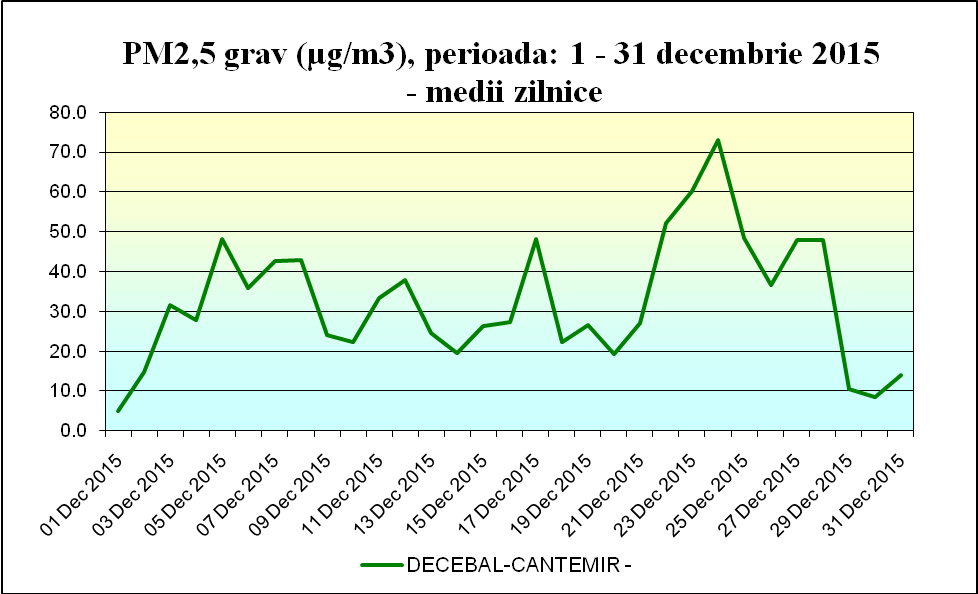 PM2,5 grav (µg/m3), perioada: 1 - 31 decembrie 2015
- medii zilnice
80.0
70.0
60.0
50.0
40.0
30.0
20.0
10.0
0.0
01 Dec 2015
03 Dec 2015
05 Dec 2015
07 Dec 2015
09 Dec 2015
11 Dec 2015
13 Dec 2015
15 Dec 2015
17 Dec 2015
19 Dec 2015
21 Dec 2015
23 Dec 2015
25 Dec 2015
27 Dec 2015
29 Dec 2015
31 Dec 2015
DECEBAL-CANTEMIR -